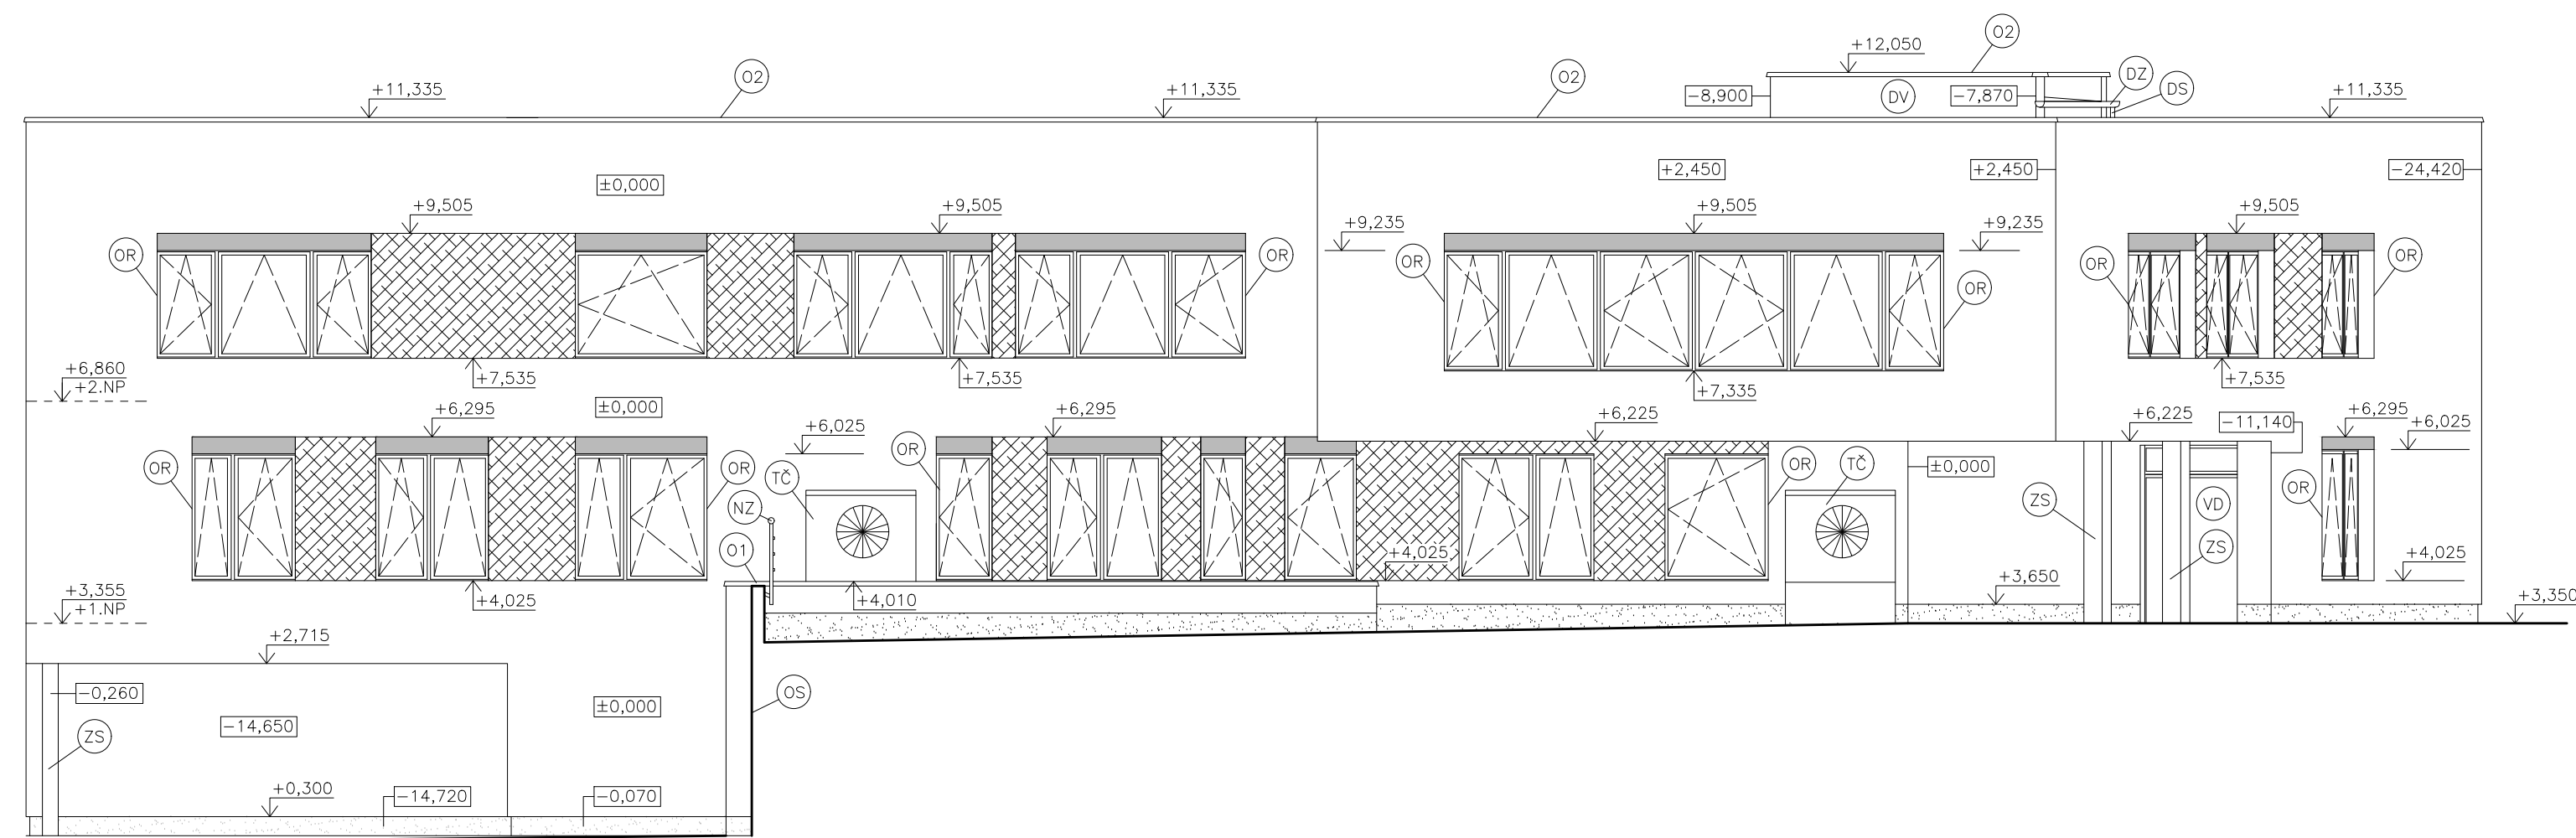 O2
+12,050
+11,335
O2
+11,335
O2
-8,900
DV
-7,870
DZ
DS
+11,335
±0,000
+2,450
+2,450
-24,420
+9,505
+9,505
+9,505
+9,505
+9,235
+9,235
OR
OR
OR
OR
OR
OR
+7,535
+7,535
+7,335
+7,535
+6,860
+2.NP
±0,000
+6,295
+6,295
+6,225
+6,225
-11,140
+6,295
+6,025
+6,025
OR
OR
TČ
OR
OR
TČ
±0,000
OR
NZ
ZS
VD
O1
ZS
+4,025
+4,025
+4,025
+4,010
+3,355
+1.NP
+3,650
+3,350
+2,715
-0,260
OS
±0,000
-14,650
ZS
+0,300
-14,720
-0,070